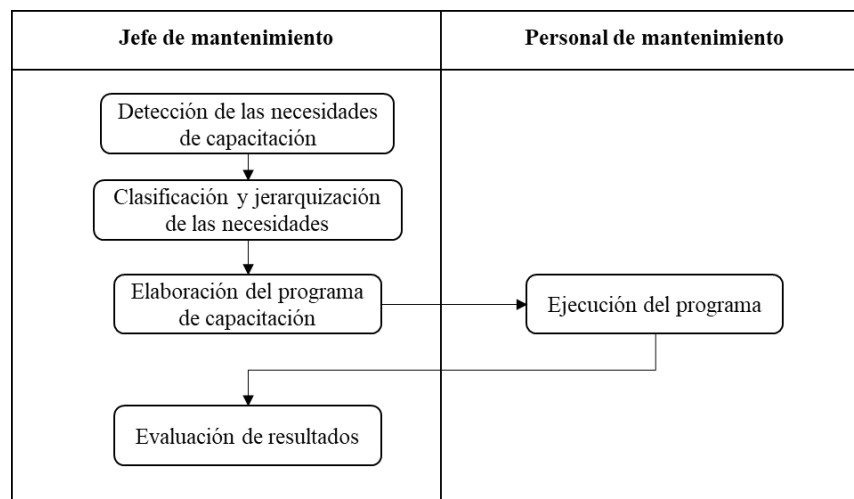 Jefe de mantenimiento
Personal de mantenimiento
Detección de las necesidades
de capacitación
Clasificación y jerarquización
de las necesidades
Elaboración del programa
de capacitación
Ejecución del programa
Evaluación de resultados